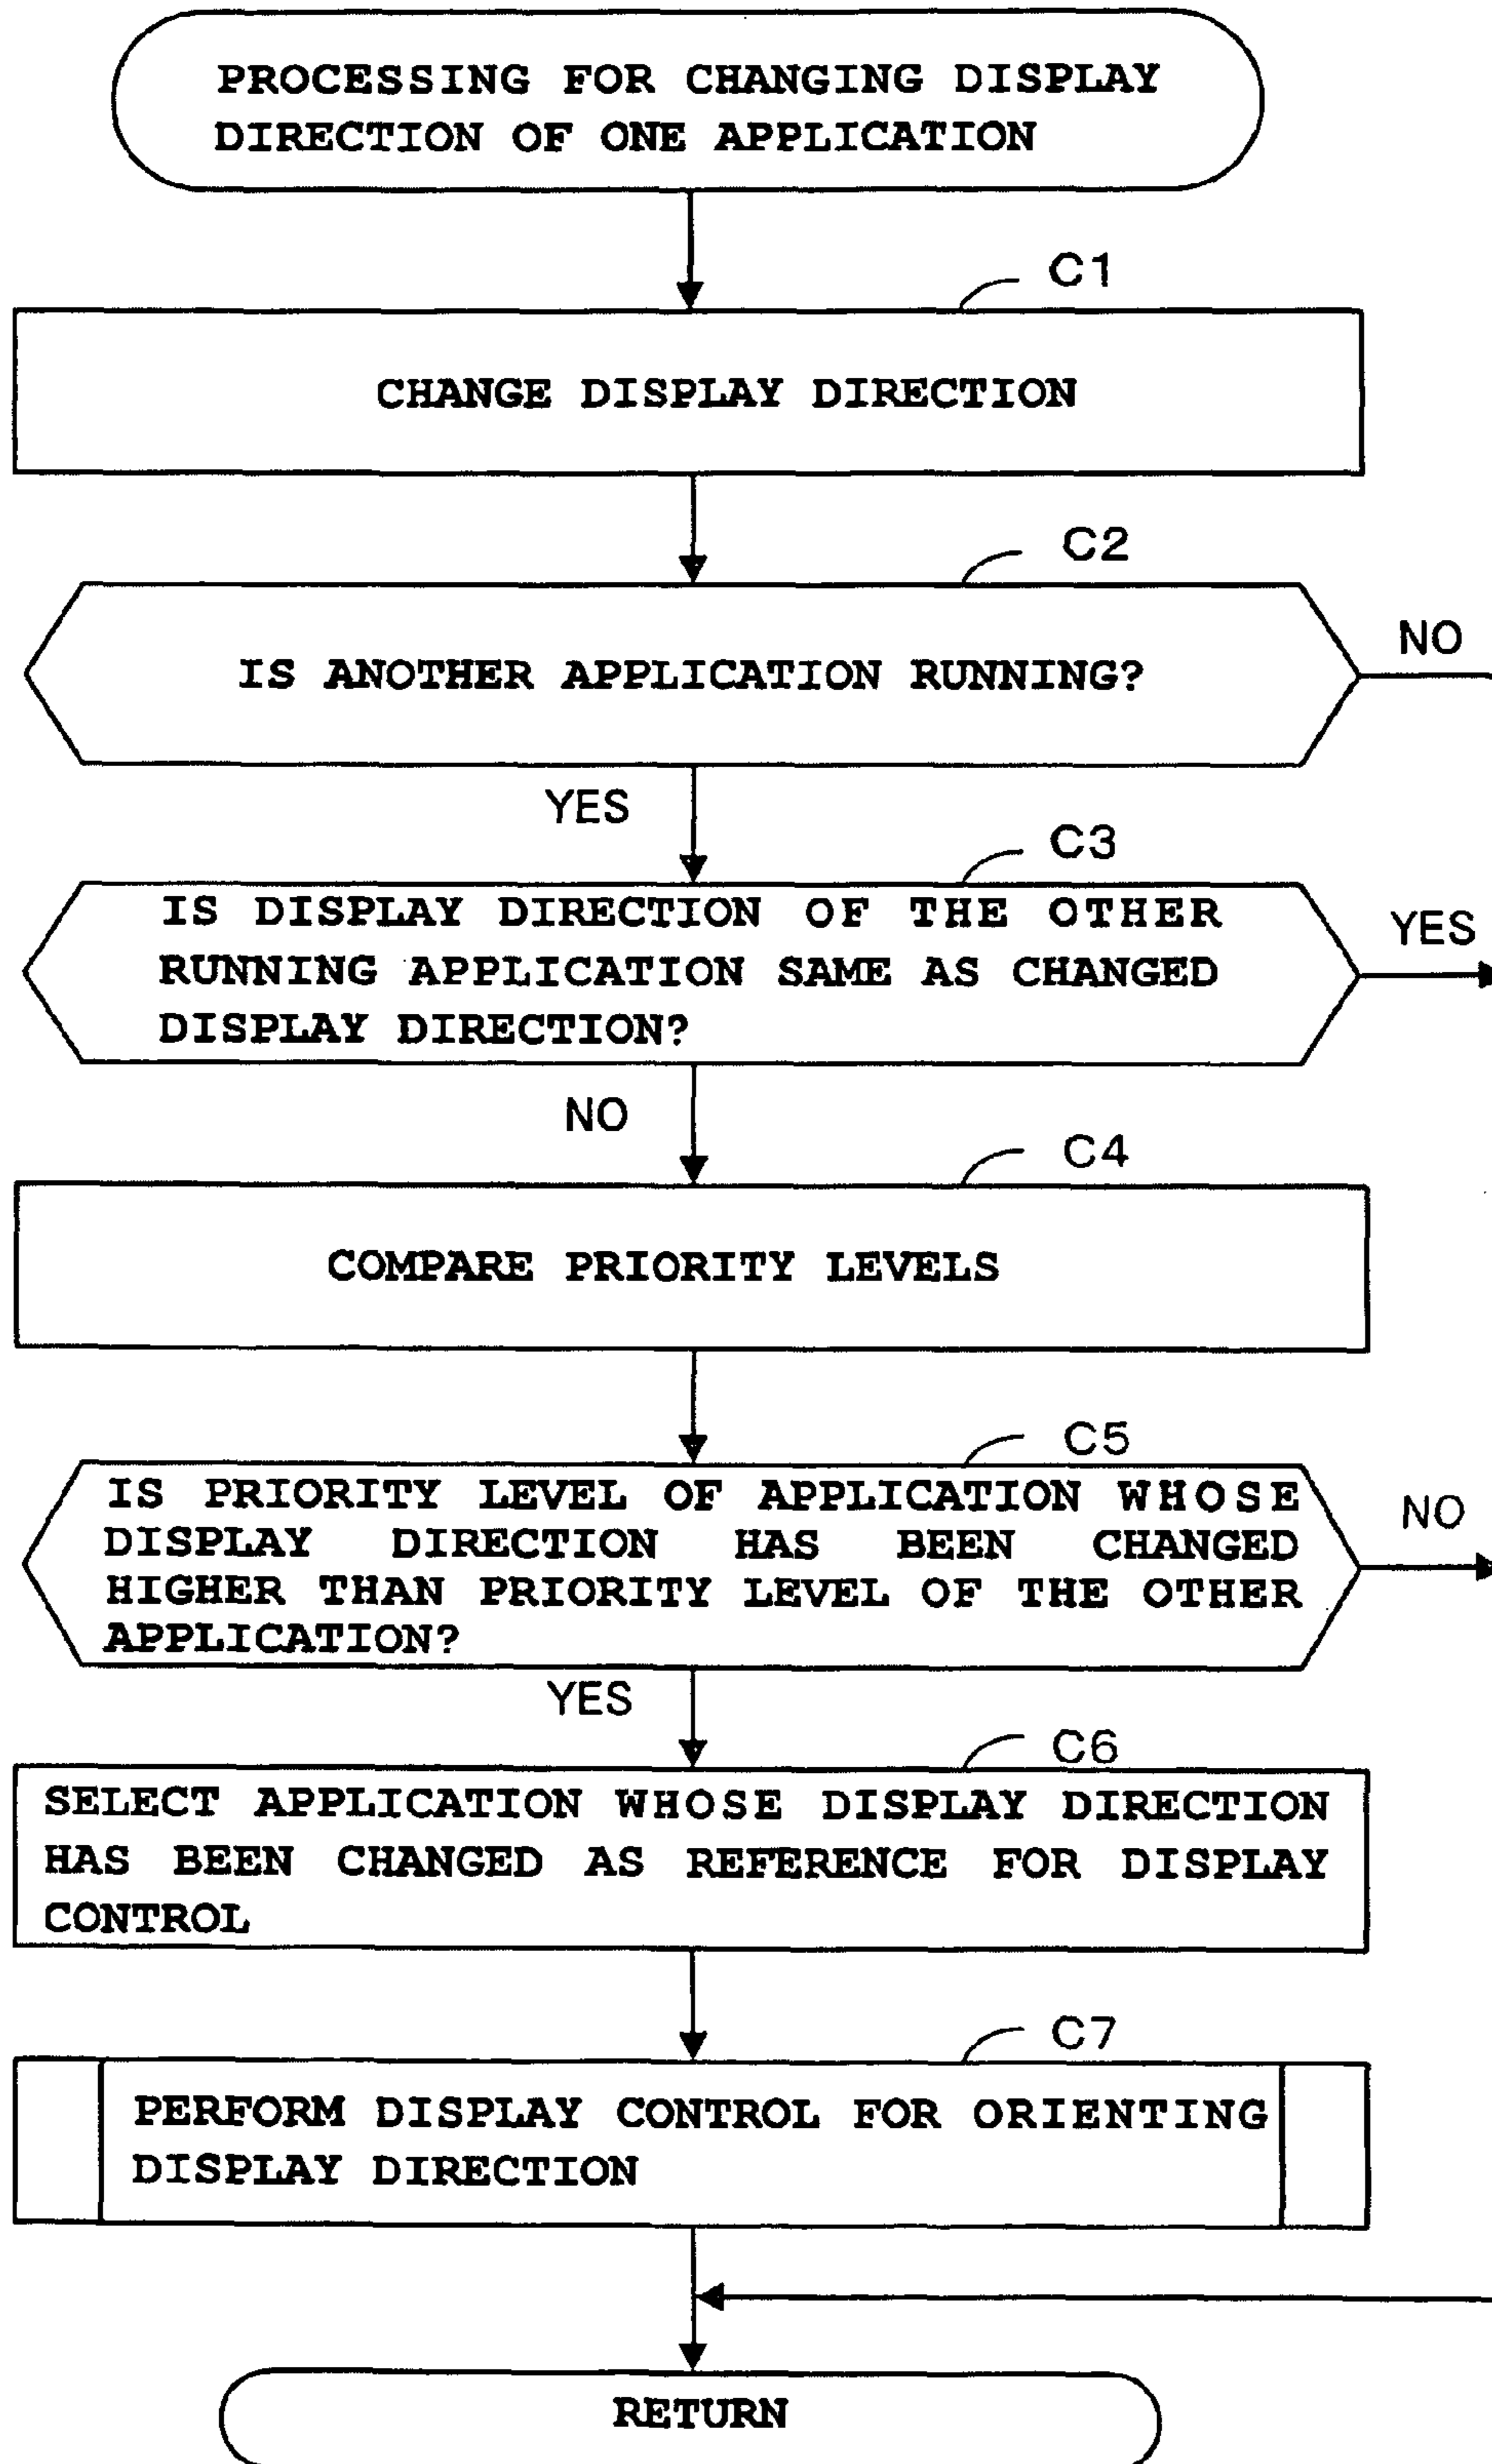 PROCESSING FOR CHANGING DISPLAY
DIRECTION OF ONE APPLICATION
C1
CHANGE DISPLAY DIRECTION
C2
IS ANOTHER APPLICATION RUNNING?
NO
YES
C3
IS DISPLAY DIRECTION OF THE OTHER
RUNNING APPLICATION SAME AS CHANGED
DISPLAY DIRECTION?
YES
NO
C4
COMPARE PRIORITY LEVELS
C5
IS PRIORITY LEVEL OF APPLICATION WHOSE
DISPLAY DIRECTION HAS BEEN CHANGED
HIGHER THAN PRIORITY LEVEL OF THE OTHER
APPLICATION?
NO
YES
C6
SELECT APPLICATION WHOSE DISPLAY DIRECTION
HAS BEEN CHANGED AS REFERENCE FOR DISPLAY
CONTROL
C7
PERFORM DISPLAY CONTROL FOR ORIENTING
DISPLAY DIRECTION
RETURN